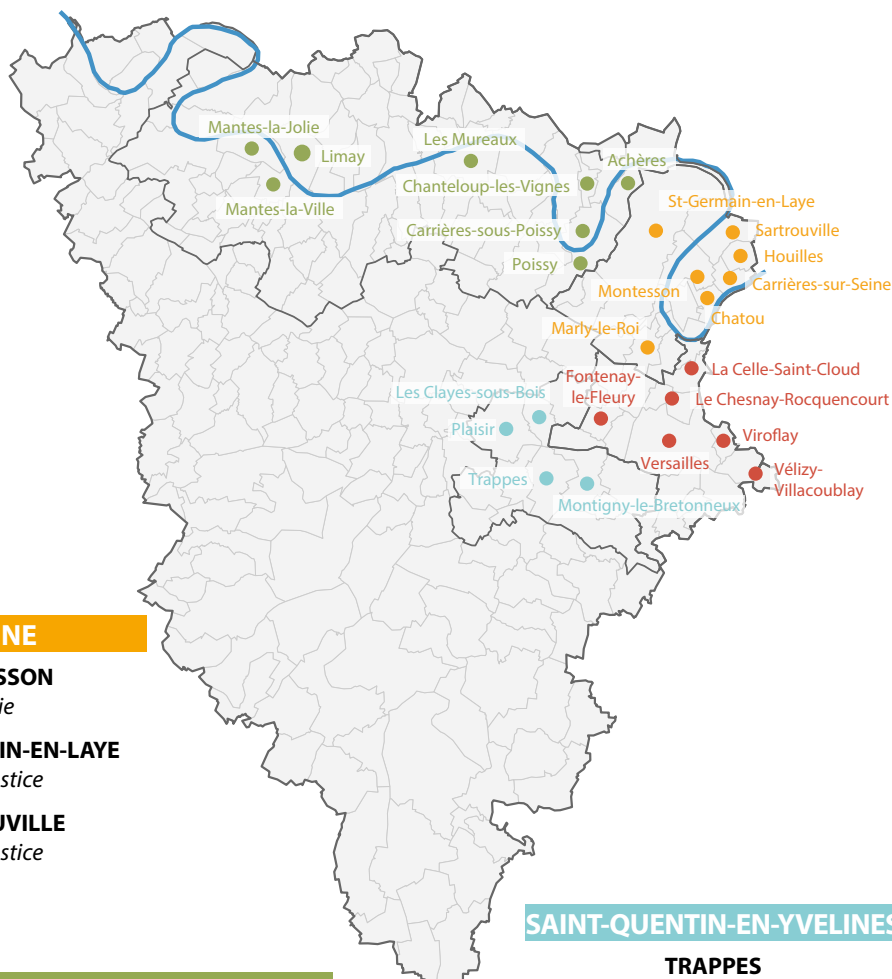 Mantes-la-Jolie
Limay
Mantes-la-Ville
Les Mureaux
Chanteloup-les-Vignes
Achères
Carrières-sous-Poissy
Poissy
St-Germain-en-Laye
Sartrouville
Houilles
Carrières-sur-Seine
Montesson
Chatou
Marly-le-Roi
La Celle-Saint-Cloud
Fontenay-
le-Fleury
Le Chesnay-Rocquencourt
Les Clayes-sous-Bois
Plaisir
Viroflay
Versailles
Vélizy-
Villacoublay
Trappes
Montigny-le-Bretonneux
NE
SSON
ie
IN-EN-LAYE
stice
UVILLE
stice
SAINT-QUENTIN-EN-YVELINES
TRAPPES